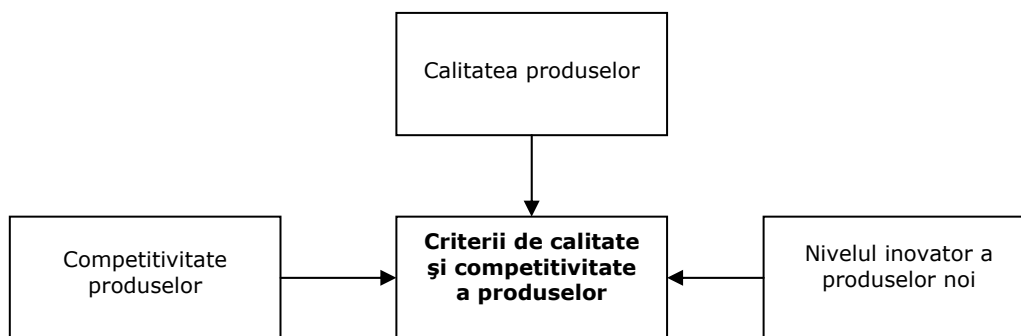 Calitatea produselor
Competitivitate
produselor
Criterii de calitate
şi competitivitate
a produselor
Nivelul inovator a
produselor noi